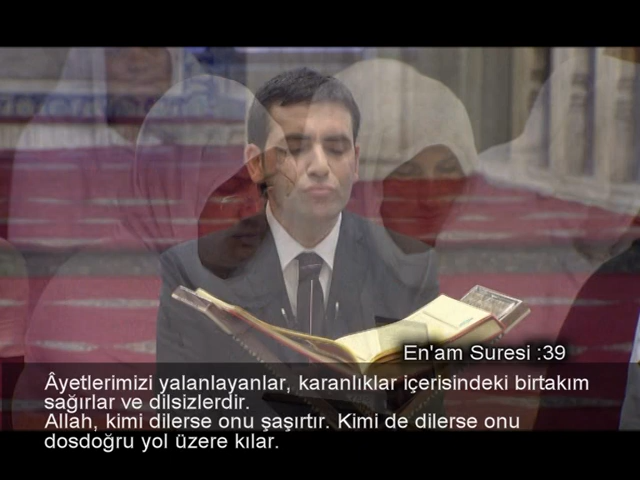 En'am Suresi :39
Âyetlerimizi yalanlayanlar, karanlıklar içerisindeki birtakım
sağırlar ve dilsizlerdir.
Allah, kimi dilerse onu şaşırtır. Kimi de dilerse onu
dosdoğru yol üzere kılar.